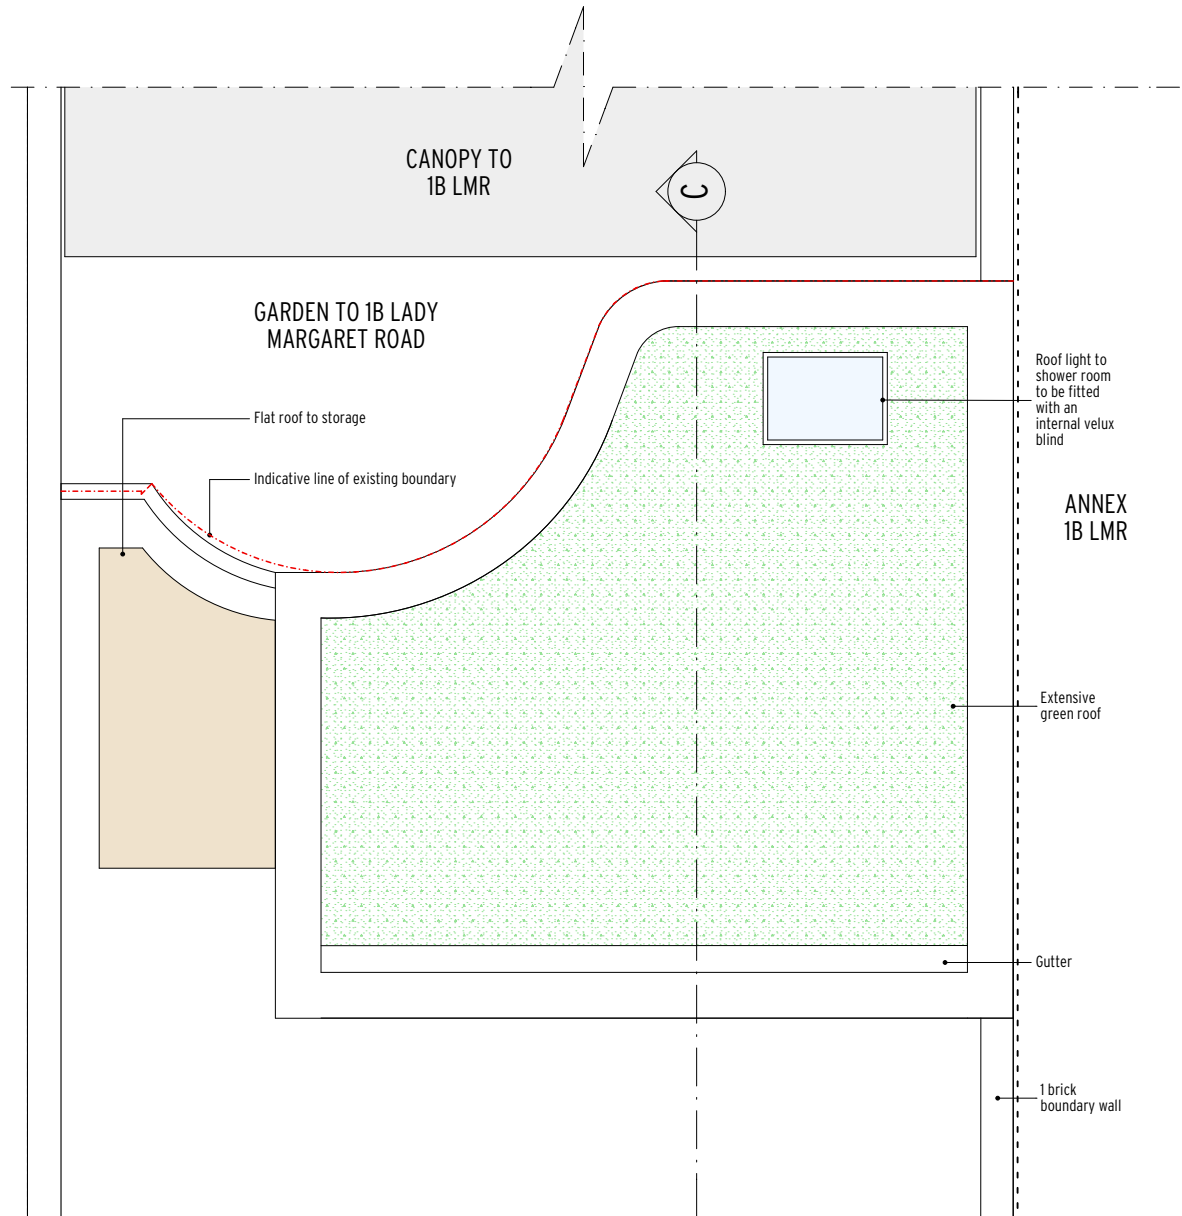 CANOPY TO
1B LMR
C
GARDEN TO 1B LADY
MARGARET ROAD
Roof light to
shower room
to be fitted
with an
internal velux
blind
Flat roof to storage
Indicative line of existing boundary
ANNEX
1B LMR
Extensive
green roof
Gutter
1 brick
boundary wall